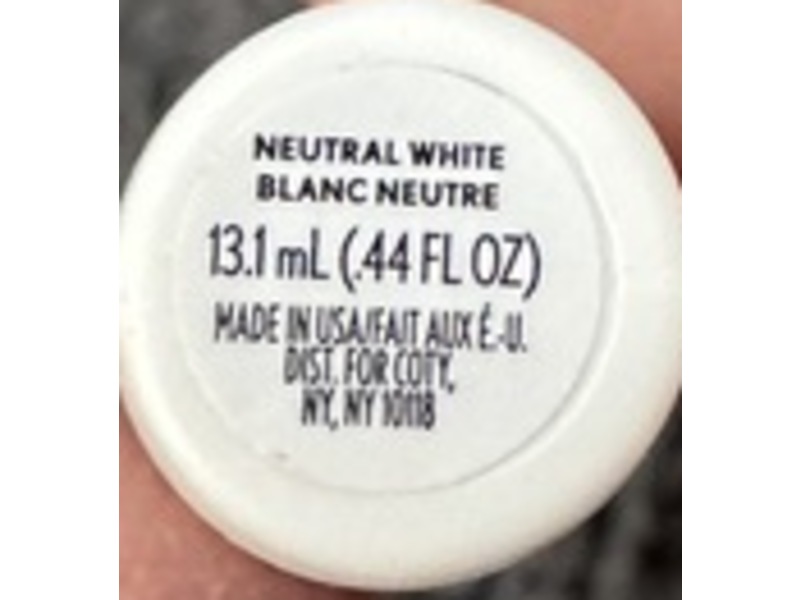 NEUTRAL WHITE
BLANC NEUTRE
13.1 mL (.44 FL OZ)
MADE IN USA/FAIT AUX É.-U.
DIST. FOR COTY,
NY, NY 10118